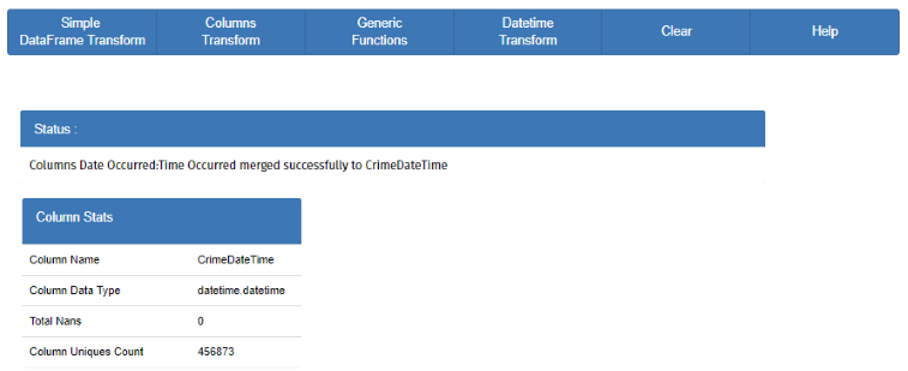 Simple
DataFrame Transform
Columns
Transform
Generic
Functions
Datetime
Transform
Clear
Help
Status :
Columns Date Occurred:Time Occurred merged successfully to CrimeDateTime
Column Stats
Column Name CrimeDateTime
Column Data Type datetime.datetime
Total Nans 0
Column Uniques Count 456873